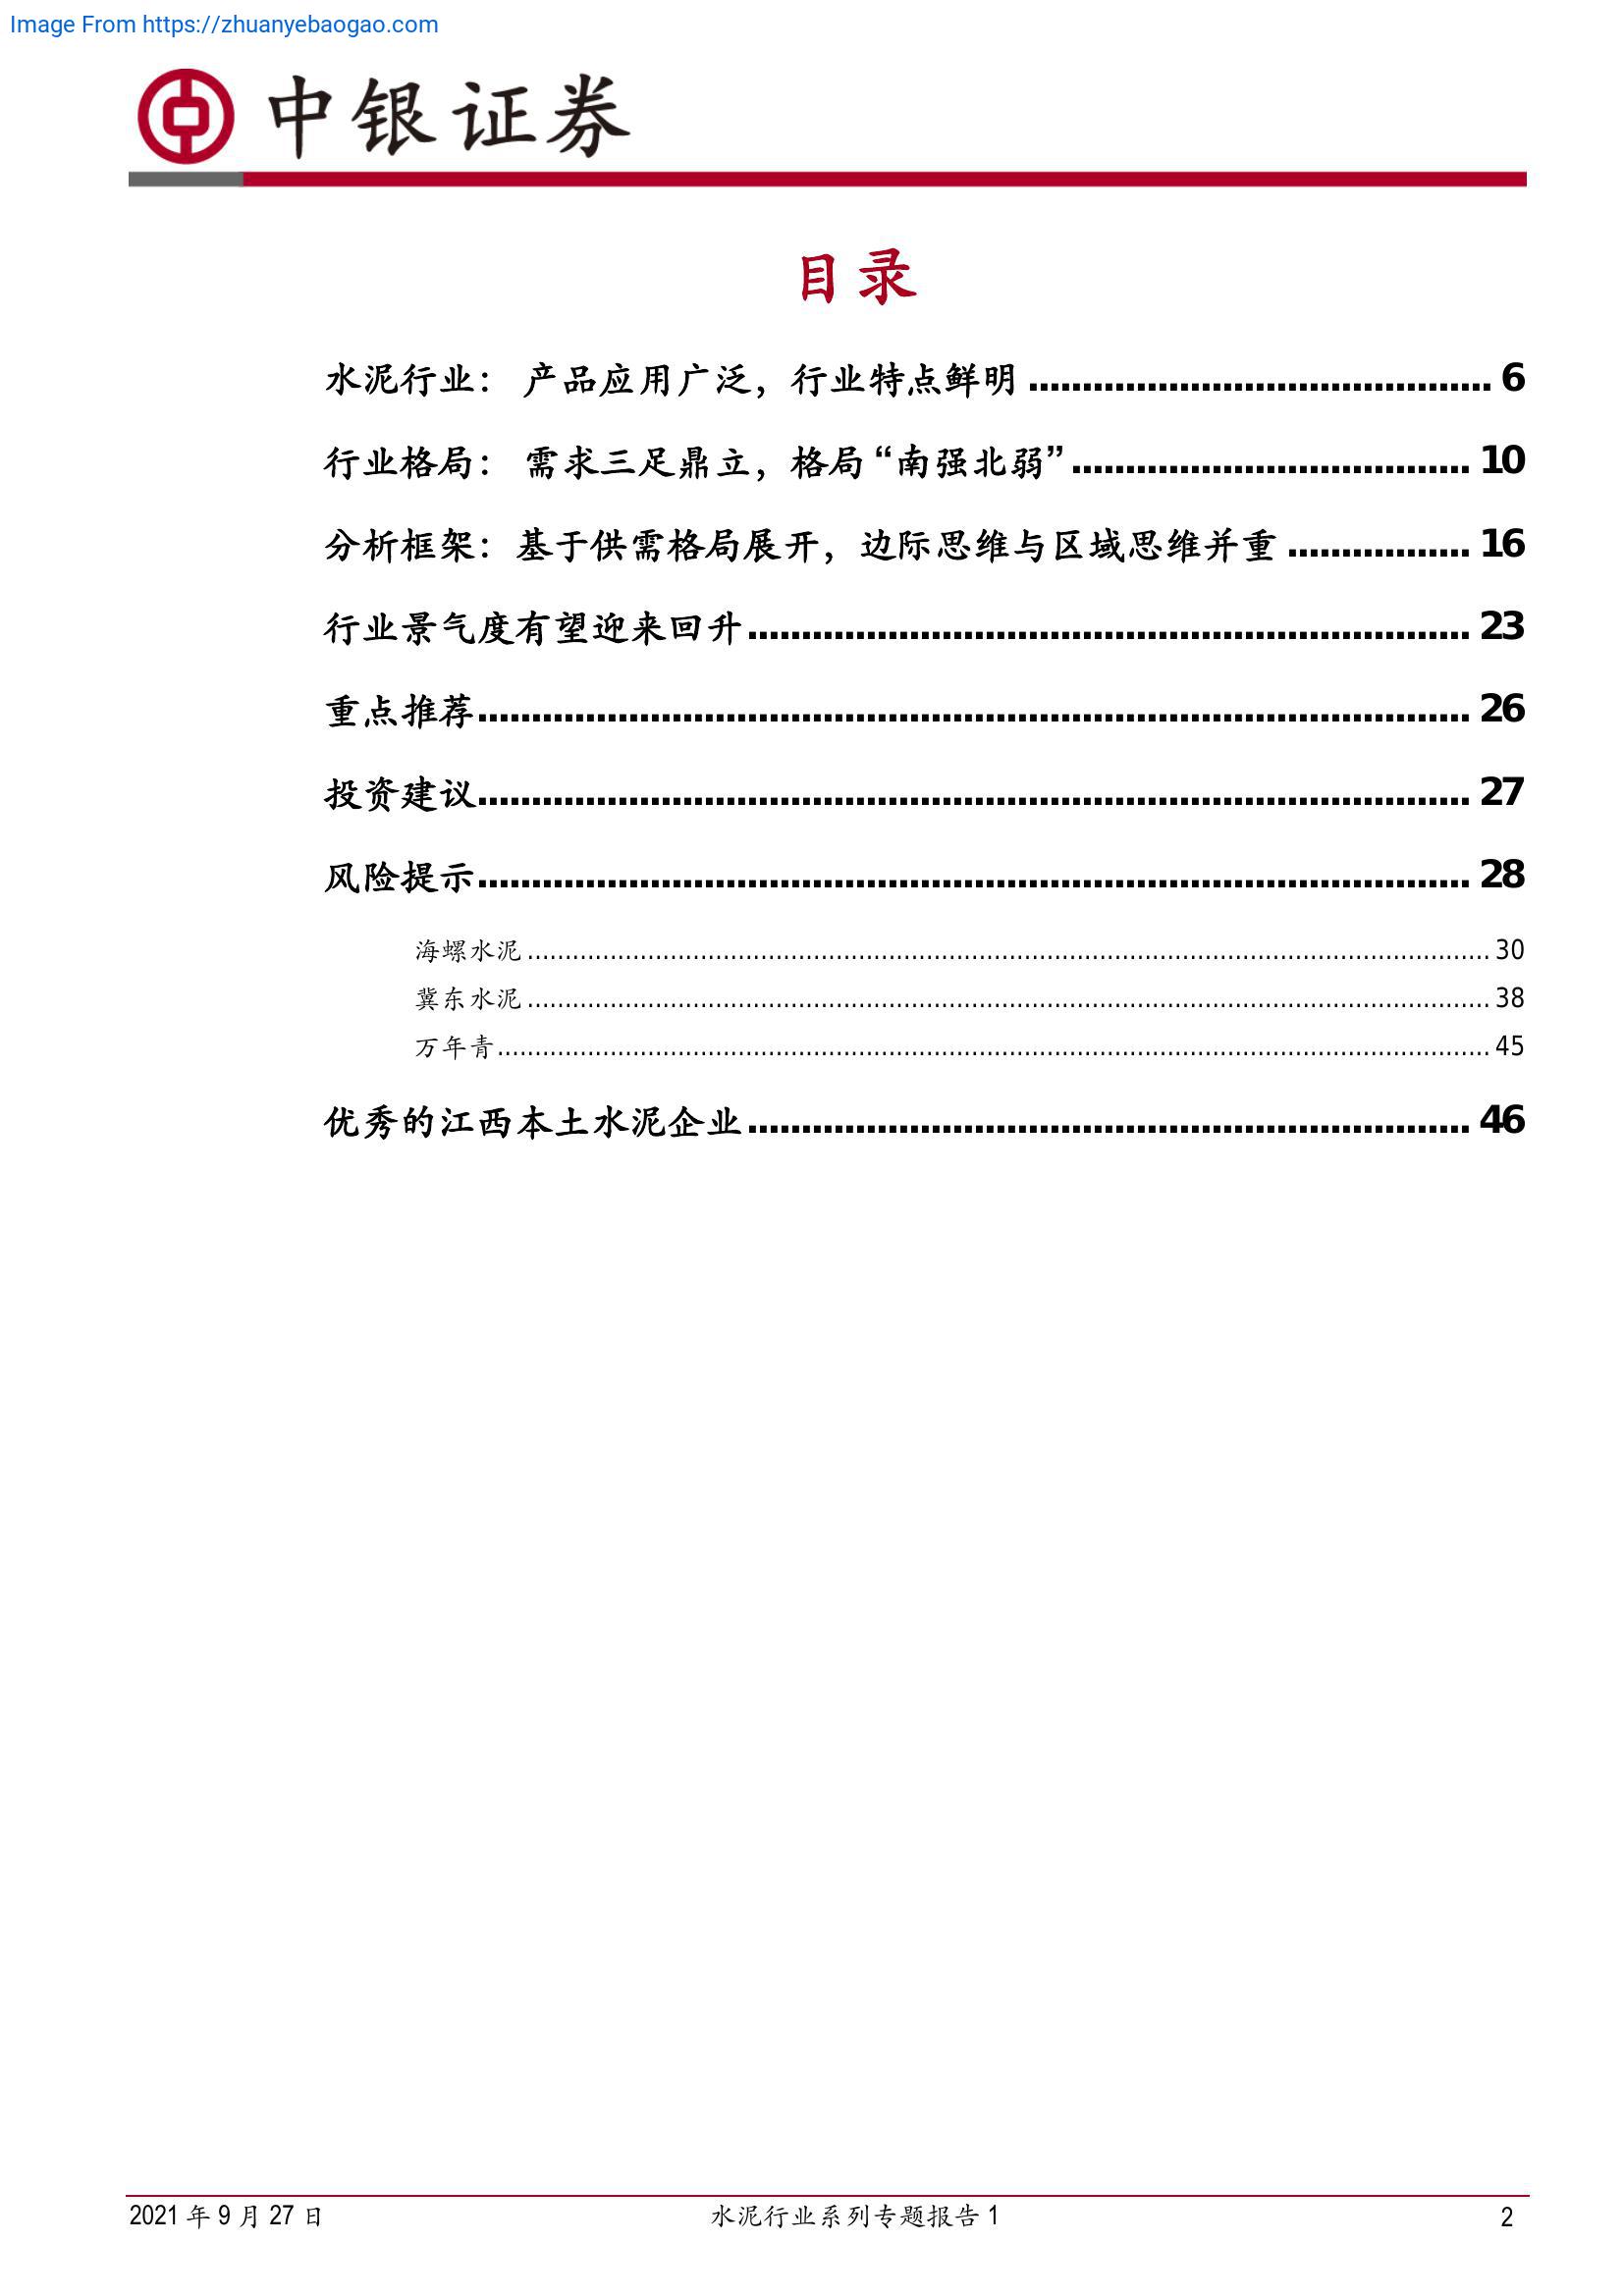 Image From https://zhuanyebaogao.com
中银证券
目录
水泥行业： 产品应用广泛，行业特点鲜明 ........................................... 6
行业格局： 需求三足鼎立，格局“南强北弱” ..................................... 10
分析框架：基于供需格局展开，边际思维与区域思维并重 ................. 16
行业景气度有望迎来回升 ................................................................... 23
重点推荐 ............................................................................................ 26
投资建议 ............................................................................................ 27
风险提示 ............................................................................................ 28
海螺水泥 ............................................................................................ 30
冀东水泥 ............................................................................................ 38
万年青 ............................................................................................... 45
优秀的江西本土水泥企业 ................................................................... 46
2021 年 9 月 27 日 水泥行业系列专题报告 1 2